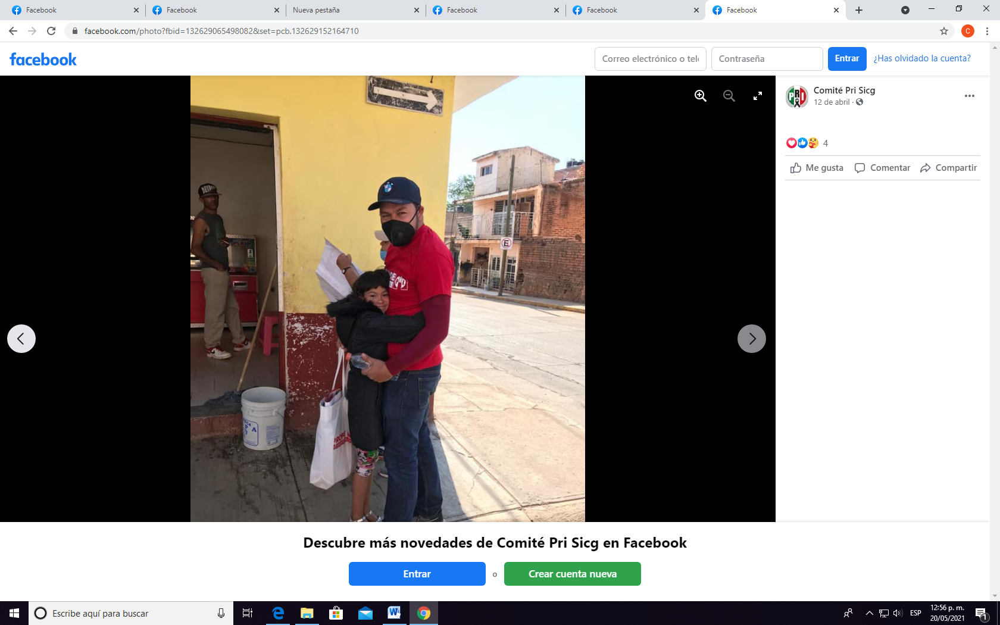 Facebook
Facebook
Nueva pestaña
Facebook
Facebook
Facebook
facebook.com/photo?fbid=132629065498082&set=pcb.132629152164710
C
facebook
Correo electrónico o telé
Contraseña
Entrar
¿Has olvidado la cuenta?
PRI
Comité Pri Sicg
12 de abril ·
4
Me gusta
Comentar
Compartir
E
Descubre más novedades de Comité Pri Sicg en Facebook
Entrar
o
Crear cuenta nueva
Escribe aquí para buscar
ESP
12:56 p. m.
20/05/2021
1